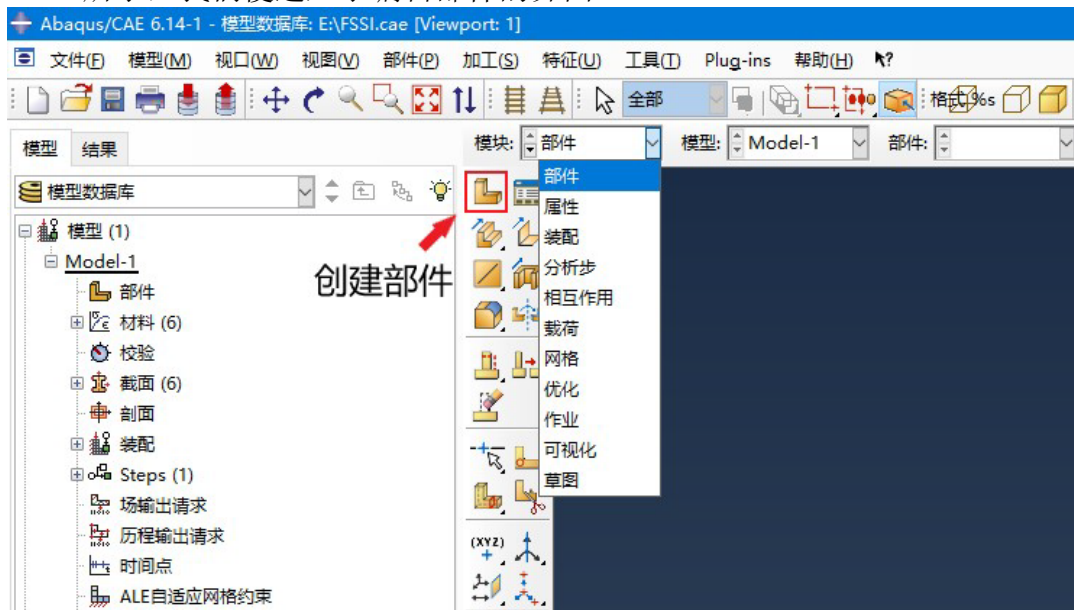 Abaqus/CAE 6.14-1 - 模型数据库: E:\FSSI.cae [Viewport: 1]
文件(F) 模型(M) 视口(W) 视图(V) 部件(P) 加工(S) 特征(U) 工具(T) Plug-ins 帮助(H)
全部 格式%s
模型 结果 模块: 部件 模型: Model-1 部件:
模型数据库
部件
属性
装配
分析步
相互作用
载荷
网格
优化
作业
可视化
草图
创建部件
模型 (1)
Model-1
部件
材料 (6)
校验
截面 (6)
剖面
装配
Steps (1)
场输出请求
历程输出请求
时间点
ALE自适应网格约束
(XYZ)